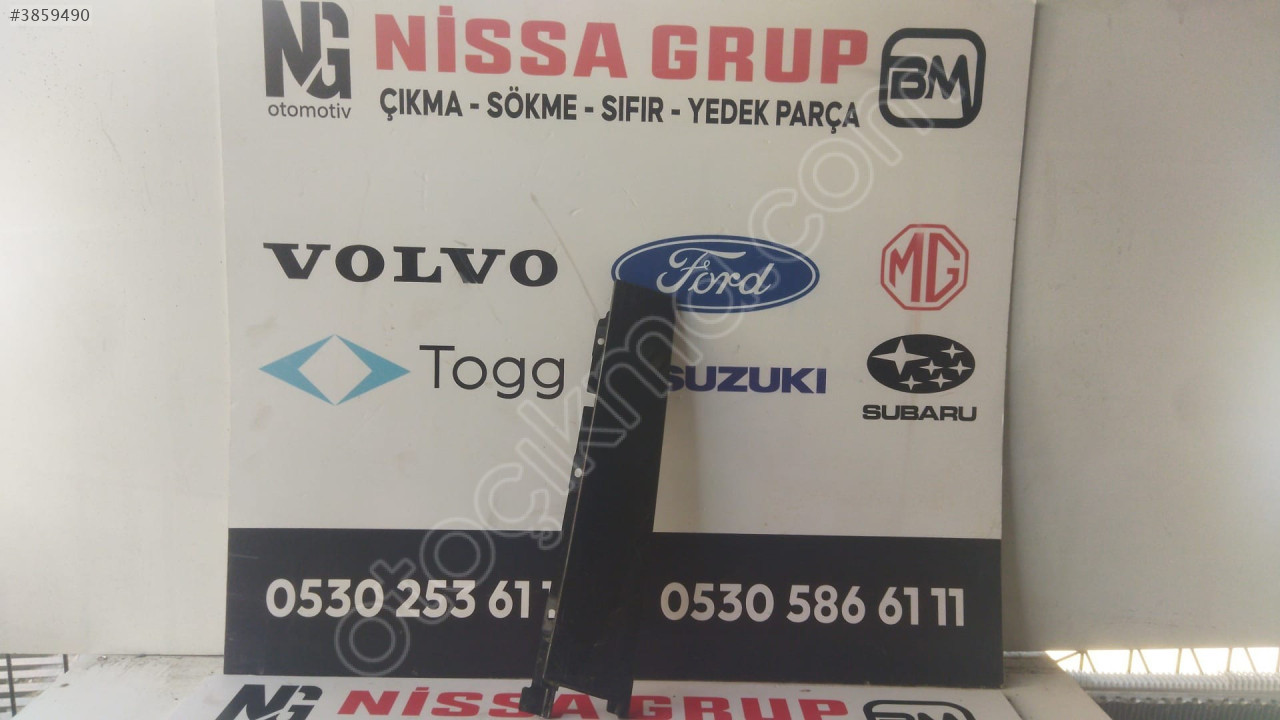 #3859490
NG NİSSA GRUP BM
otomotiv ÇIKMA - SÖKME - SIFIR - YEDEK PARÇA
VOLVO Ford MG
Togg SUZUKI SUBARU
otoçıkma.com
0530 253 61 0530 586 61 11
NG NİSSA GRUP BM